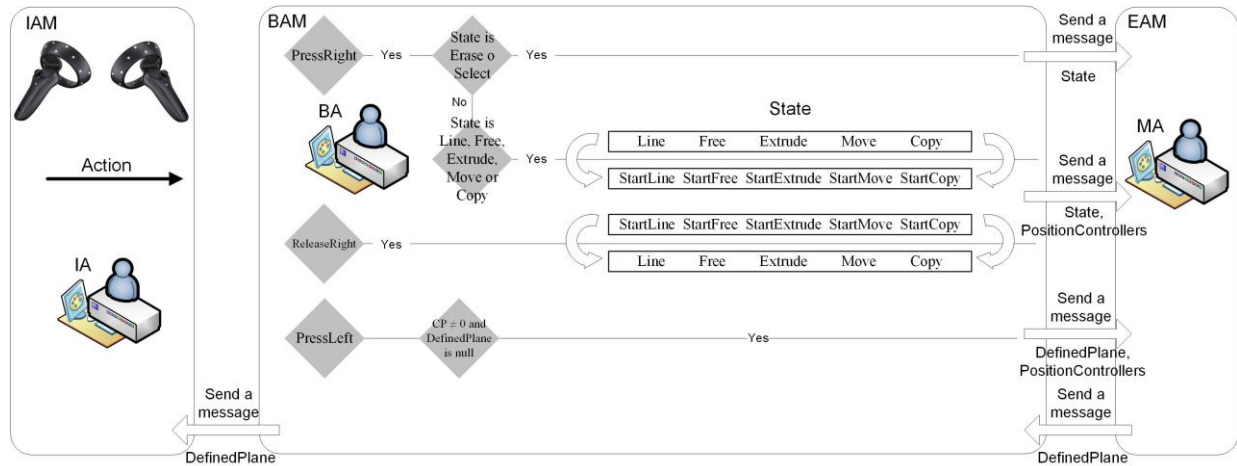 IAM
Action
IA
Send a
message
DefinedPlane
BAM
PressRight
Yes
State is
Erase o
Select
Yes
No
BA
State is
Line, Free,
Extrude,
Move or
Copy
Yes
State
Line Free Extrude Move Copy
StartLine StartFree StartExtrude StartMove StartCopy
ReleaseRight
Yes
StartLine StartFree StartExtrude StartMove StartCopy
Line Free Extrude Move Copy
PressLeft
CP ≠ 0 and
DefinedPlane
is null
Yes
EAM
Send a
message
State
MA
Send a
message
State,
PositionControllers
Send a
message
DefinedPlane,
PositionControllers
Send a
message
DefinedPlane